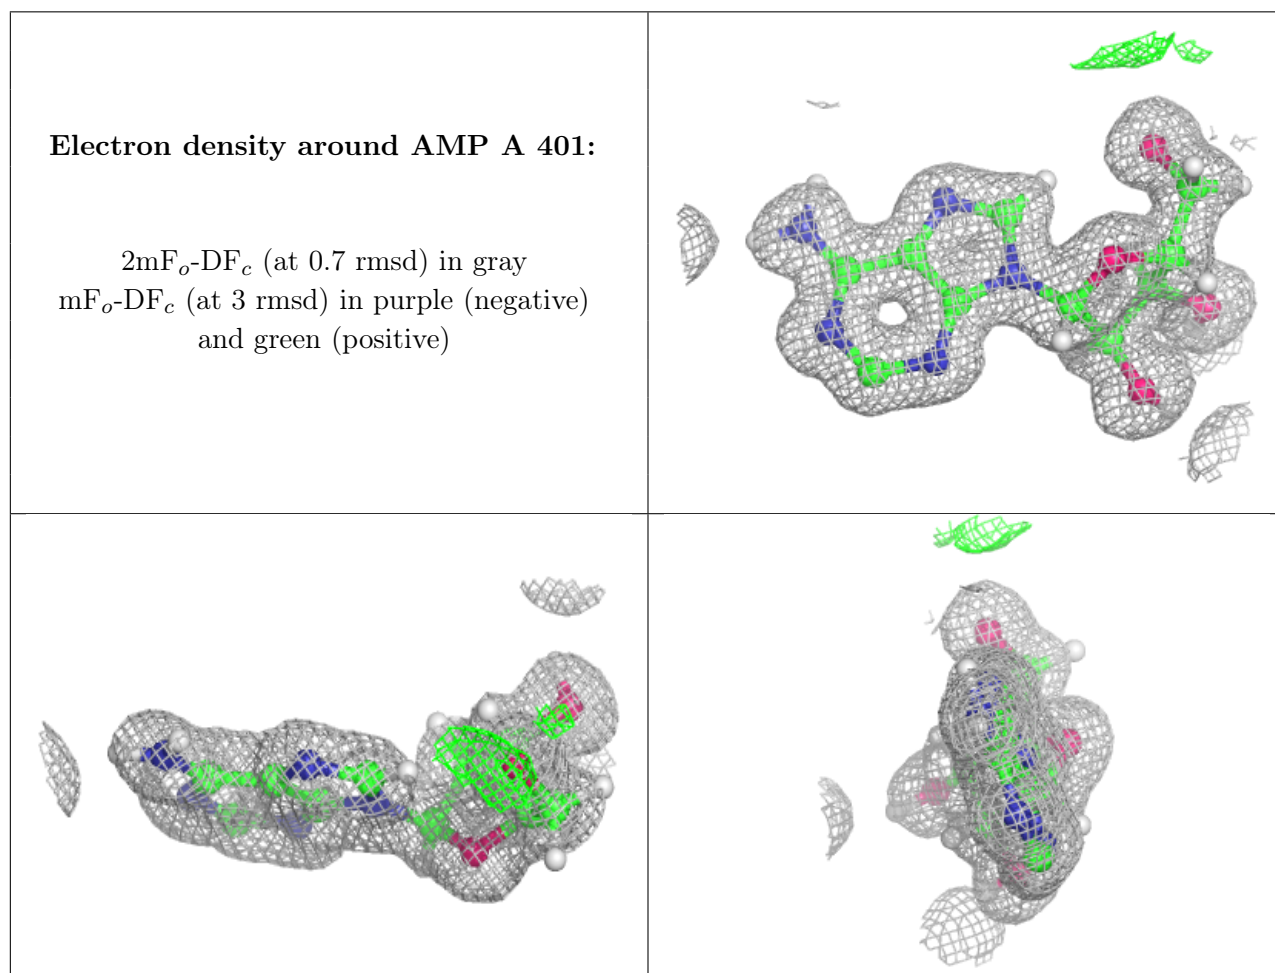 Electron density around AMP A 401:
2mFo-DFc (at 0.7 rmsd) in gray
mFo-DFc (at 3 rmsd) in purple (negative)
and green (positive)